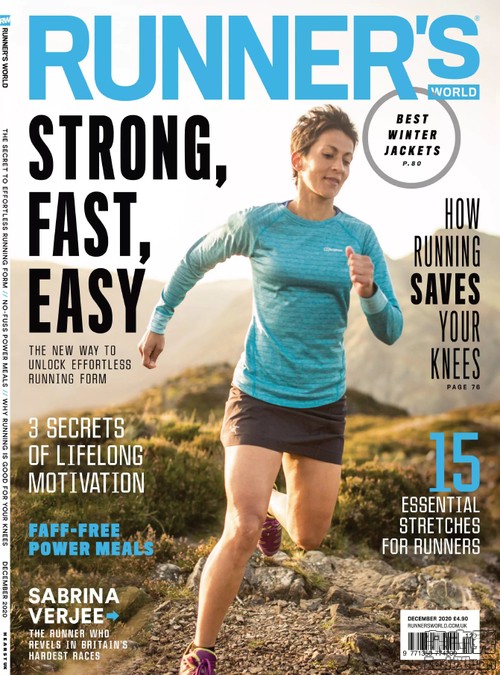 RW
RUNNER'S WORLD
THE SECRET TO EFFORTLESS RUNNING FORM // NO-FUSS POWER MEALS // WHY RUNNING IS GOOD FOR YOUR KNEES
DECEMBER 2020
HEARST UK
RUNNER'S
WORLD
BEST
WINTER
JACKETS
P.80
STRONG,
FAST,
EASY
THE NEW WAY TO
UNLOCK EFFORTLESS
RUNNING FORM
HOW
RUNNING
SAVES
YOUR
KNEES
PAGE 76
3 SECRETS
OF LIFELONG
MOTIVATION
FAFF-FREE
POWER MEALS
SABRINA
VERJEE➔
THE RUNNER WHO
REVELS IN BRITAIN'S
HARDEST RACES
15
ESSENTIAL
STRETCHES
FOR RUNNERS
DECEMBER 2020 £4.90
RUNNERSWORLD.COM/UK